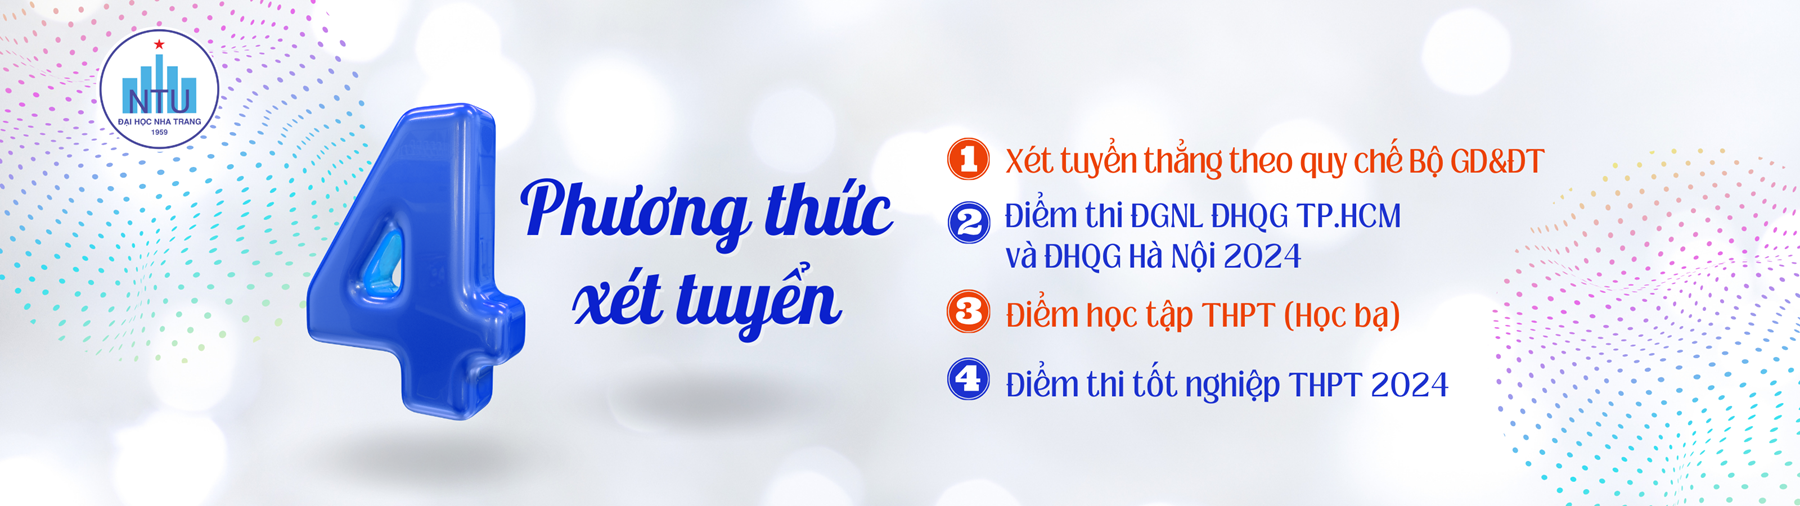 NTU
ĐẠI HỌC NHA TRANG
1959
4
Phương thức
xét tuyển
1 Xét tuyển thẳng theo quy chế Bộ GD&ĐT
2 Điểm thi ĐGNL ĐHQG TP.HCM
và ĐHQG Hà Nội 2024
3 Điểm học tập THPT (Học bạ)
4 Điểm thi tốt nghiệp THPT 2024